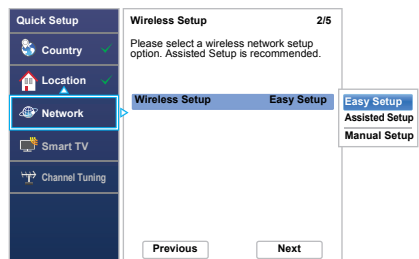 Quick Setup
Country
Location
Network
Smart TV
Channel Tuning
Wireless Setup 2/5
Please select a wireless network setup
option. Assisted Setup is recommended.
Wireless Setup Easy Setup
Easy Setup
Assisted Setup
Manual Setup
Previous Next